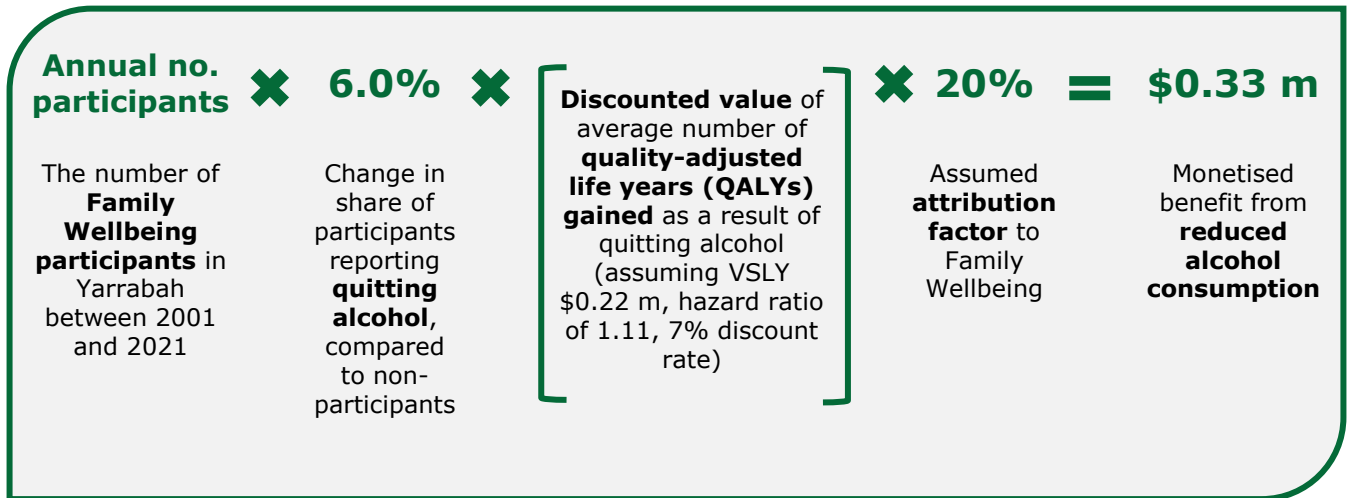 Annual no.
participants
✖
6.0%
✖
✖
20%
=
$0.33 m
The number of
Family
Wellbeing
participants in
Yarrabah
between 2001
and 2021
Change in
share of
participants
reporting
quitting
alcohol,
compared
to non-
participants
Discounted value of
average number of
quality-adjusted
life years (QALYs)
gained as a result of
quitting alcohol
(assuming VSLY
$0.22 m, hazard ratio
of 1.11, 7% discount
rate)
Assumed
attribution
factor to
Family
Wellbeing
Monetised
benefit from
reduced
alcohol
consumption